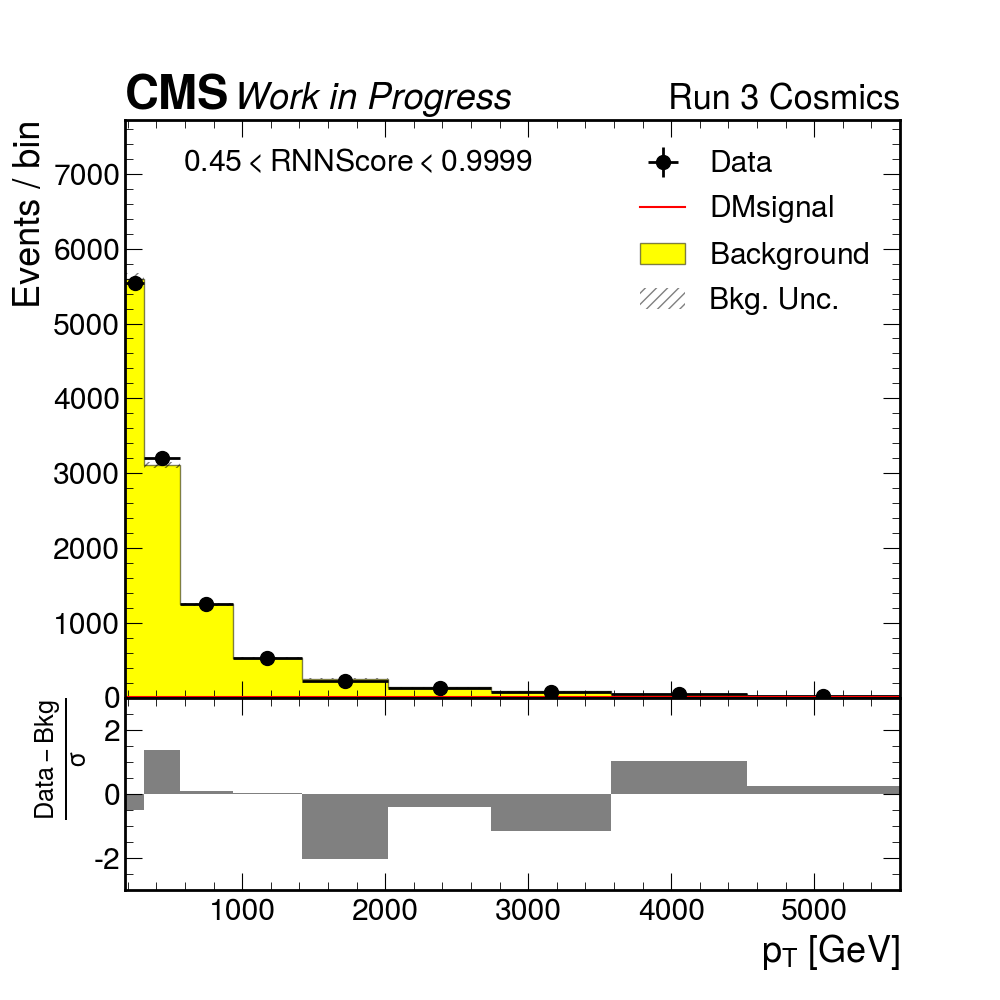 CMS Work in Progress Run 3 Cosmics
Events / bin
0.45 < RNNScore < 0.9999
Data
DMsignal
Background
Bkg. Unc.
7000
6000
5000
4000
3000
2000
1000
0
Data − Bkg
σ
2
0
-2
1000 2000 3000 4000 5000
pT [GeV]